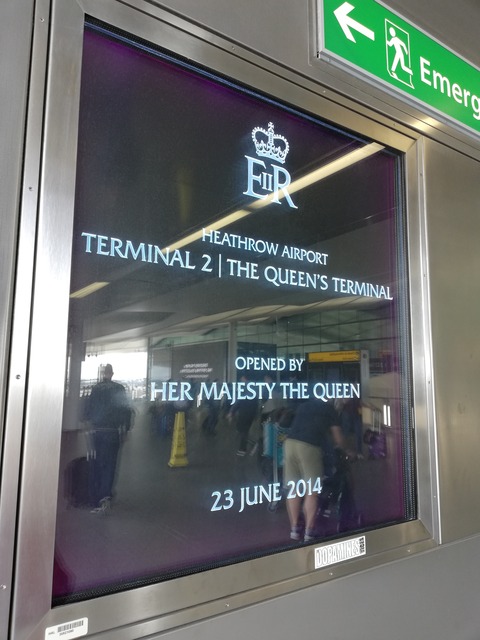 Emerg
EIIR
HEATHROW AIRPORT
TERMINAL 2 | THE QUEEN'S TERMINAL
OPENED BY
HER MAJESTY THE QUEEN
23 JUNE 2014